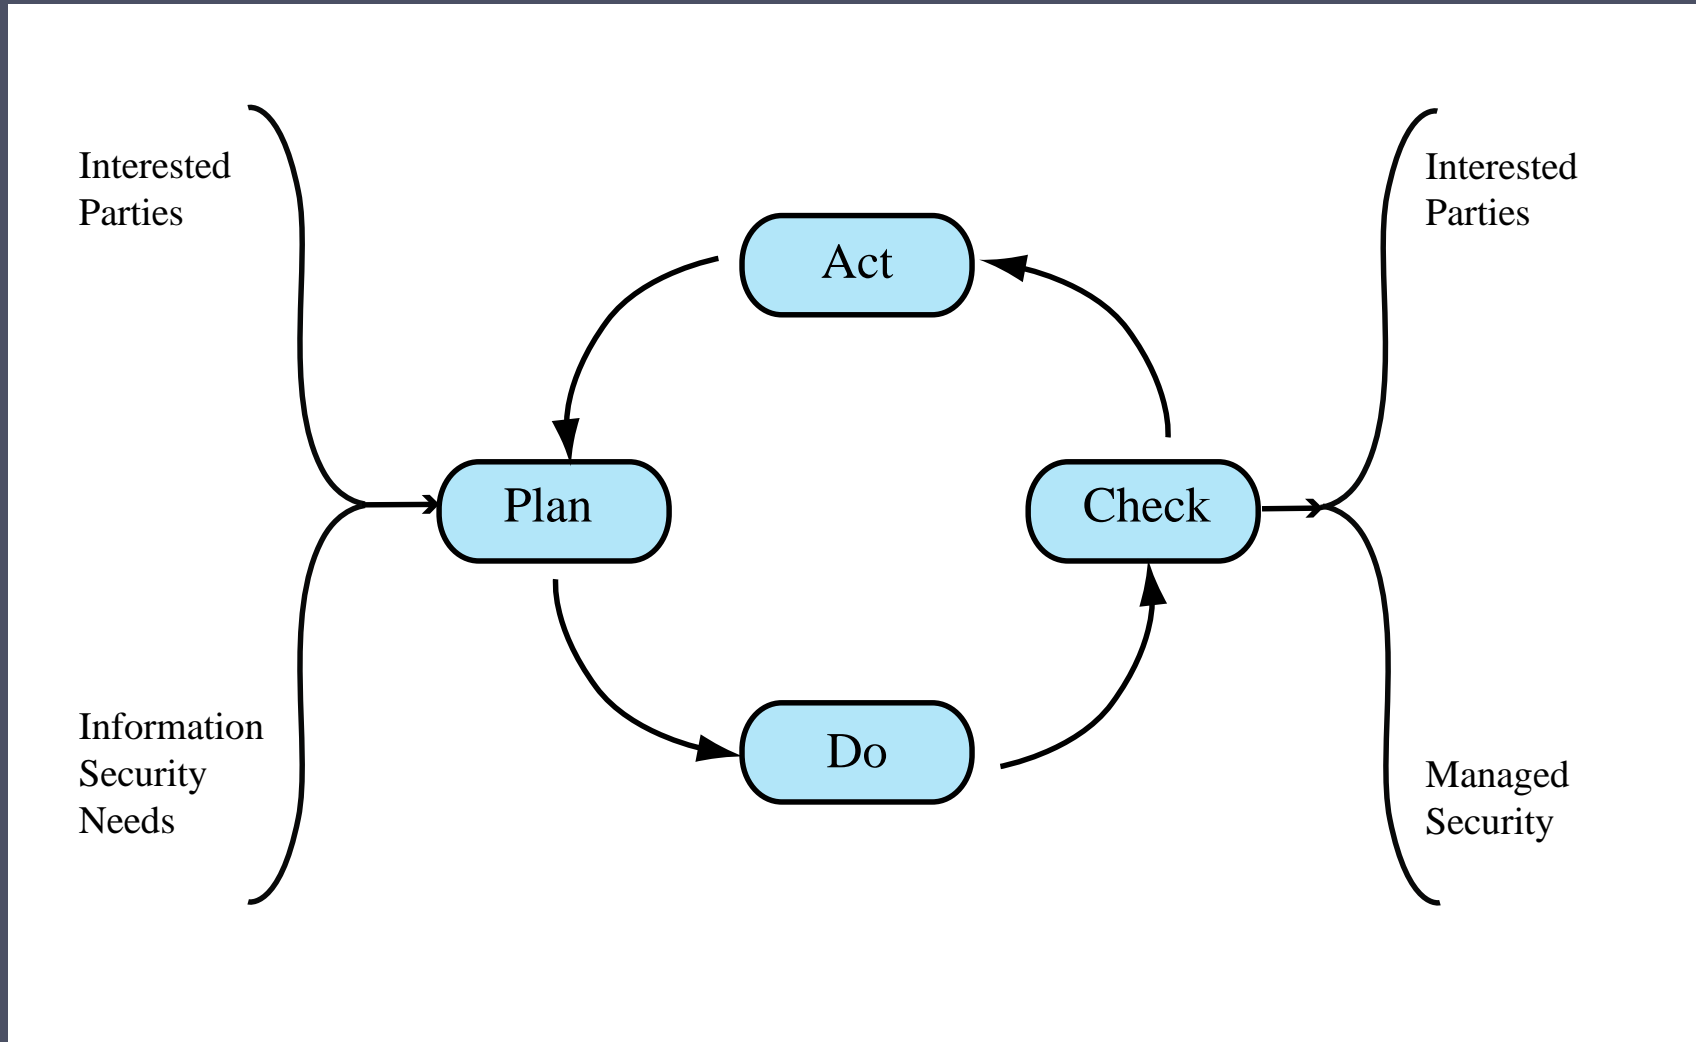 Interested
Parties
Interested
Parties
Act
Plan
Check
Do
Information
Security
Needs
Managed
Security